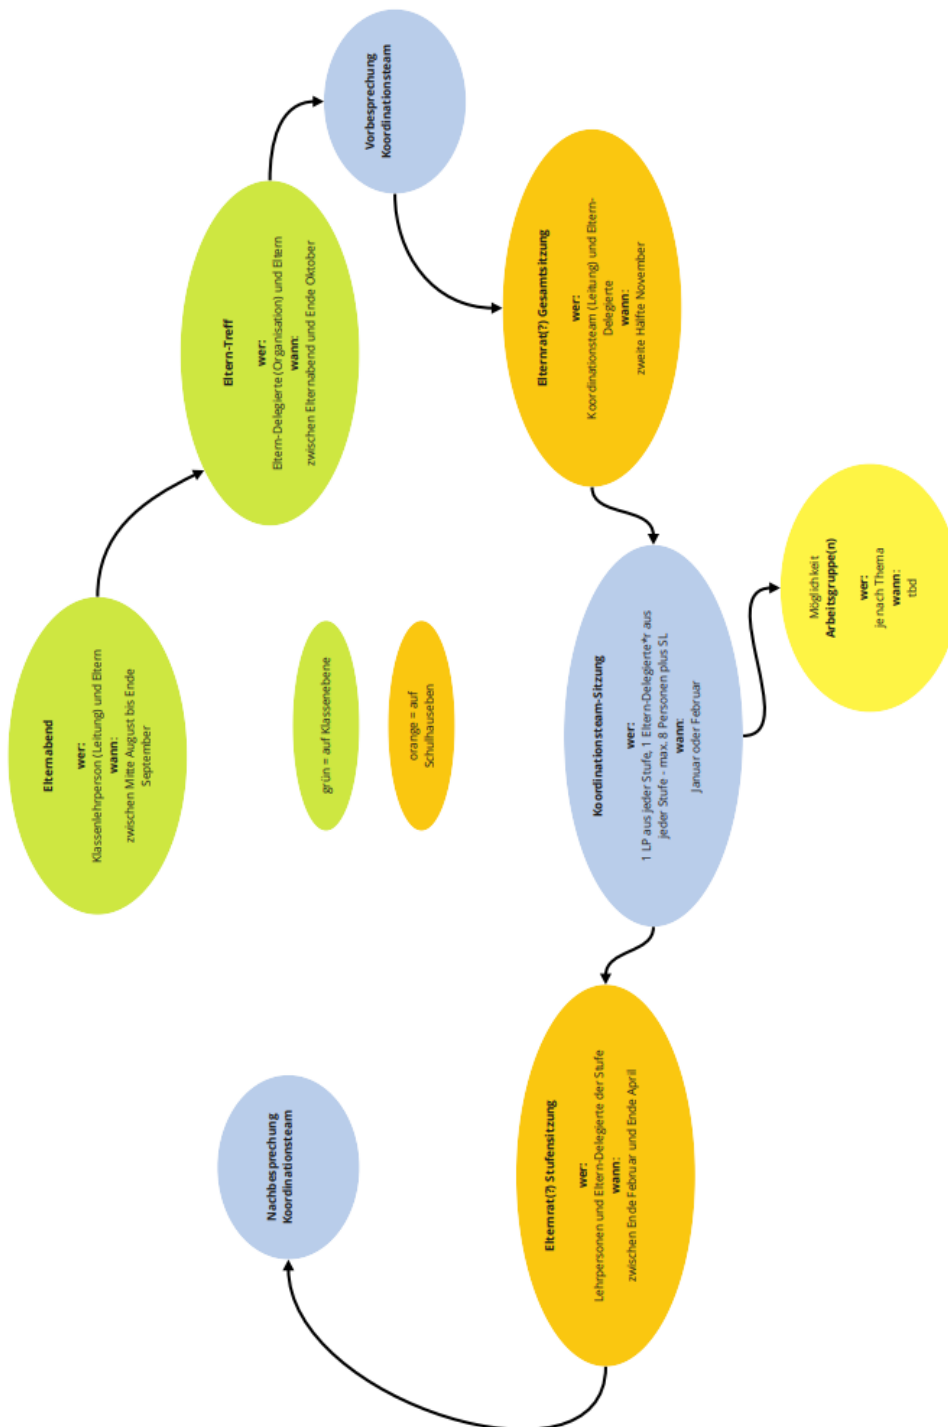 Elternabend
wer:
Klassenlehrperson (Leitung) und Eltern
wann:
zwischen Mitte August bis Ende
September
Eltern-Treff
wer:
Eltern-Delegierte (Organisation) und Eltern
wann:
zwischen Elternabend und Ende Oktober
Vorbesprechung
Koordinationsteam
Elternrat(?) Gesamtsitzung
wer:
Koordinationsteam (Leitung) und Eltern-
Delegierte
wann:
zweite Hälfte November
grün = auf Klassenebene
orange = auf
Schulhauseben
Koordinationsteam-Sitzung
wer:
1 LP aus jeder Stufe, 1 Eltern-Delegierte*r aus
jeder Stufe - max. 8 Personen plus SL
wann:
Januar oder Februar
Möglichkeit
Arbeitsgruppe(n)
wer:
je nach Thema
wann:
tbd
Elternrat(?) Stufensitzung
wer:
Lehrpersonen und Eltern-Delegierte der Stufe
wann:
zwischen Ende Februar und Ende April
Nachbesprechung
Koordinationsteam